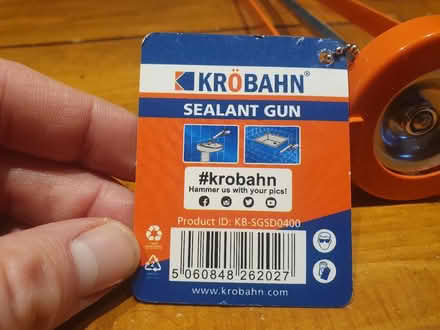 KRÖBAHN®
SEALANT GUN
#krobahn
Hammer us with your pics!
Product ID: KB-SGSD0400
5 060848 262027
www.krobahn.com